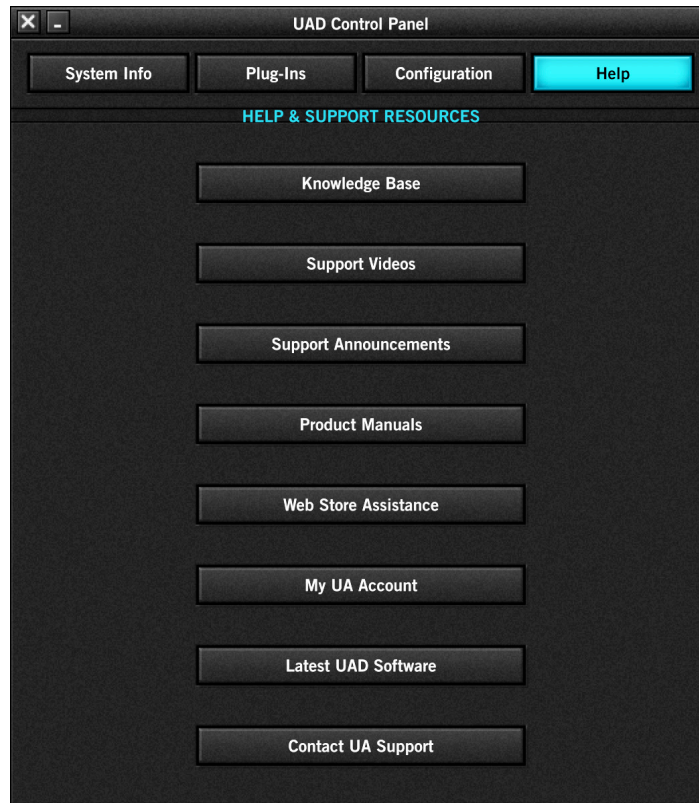 UAD Control Panel
System Info Plug-Ins Configuration Help
HELP & SUPPORT RESOURCES
Knowledge Base
Support Videos
Support Announcements
Product Manuals
Web Store Assistance
My UA Account
Latest UAD Software
Contact UA Support